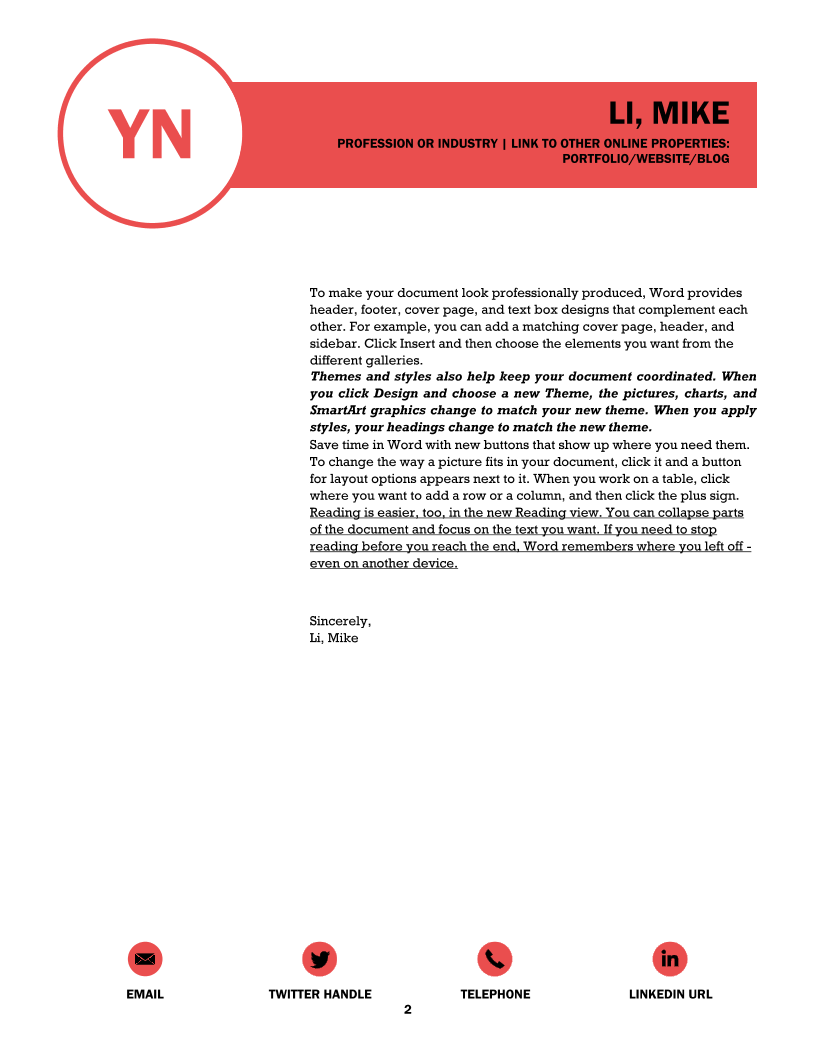 YN
LI, MIKE
PROFESSION OR INDUSTRY | LINK TO OTHER ONLINE PROPERTIES:
PORTFOLIO/WEBSITE/BLOG
To make your document look professionally produced, Word provides
header, footer, cover page, and text box designs that complement each
other. For example, you can add a matching cover page, header, and
sidebar. Click Insert and then choose the elements you want from the
different galleries.
Themes and styles also help keep your document coordinated. When
you click Design and choose a new Theme, the pictures, charts, and
SmartArt graphics change to match your new theme. When you apply
styles, your headings change to match the new theme.
Save time in Word with new buttons that show up where you need them.
To change the way a picture fits in your document, click it and a button
for layout options appears next to it. When you work on a table, click
where you want to add a row or a column, and then click the plus sign.
Reading is easier, too, in the new Reading view. You can collapse parts
of the document and focus on the text you want. If you need to stop
reading before you reach the end, Word remembers where you left off -
even on another device.
Sincerely,
Li, Mike
in
EMAIL TWITTER HANDLE TELEPHONE LINKEDIN URL
2